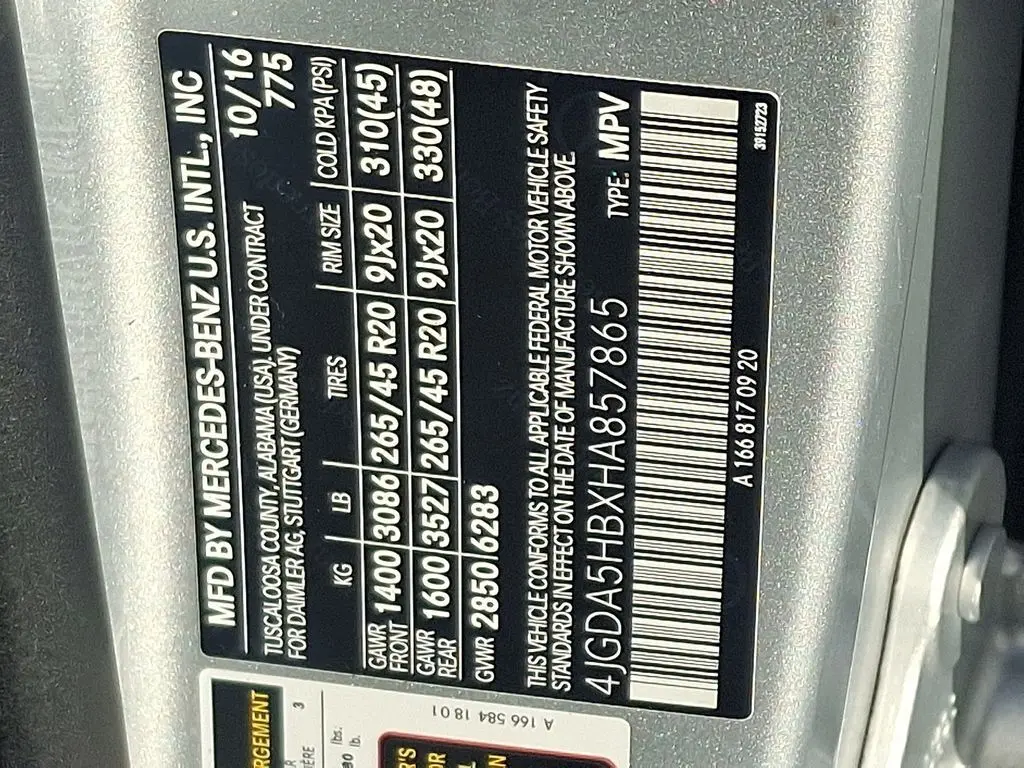 MFD BY MERCEDES-BENZ U.S. INTL., INC
TUSCALOOSA COUNTY, ALABAMA (USA). UNDER CONTRACT 10/16
FOR DAIMLER AG, STUTTGART (GERMANY) 775
KG LB TIRES RIM SIZE COLD KPA (PSI)
GAWR FRONT 1400 3086 265/45 R20 9Jx20 310(45)
GAWR REAR 1600 3527 265/45 R20 9Jx20 330(48)
GVWR 2850 6283
THIS VEHICLE CONFORMS TO ALL APPLICABLE FEDERAL MOTOR VEHICLE SAFETY
STANDARDS IN EFFECT ON THE DATE OF MANUFACTURE SHOWN ABOVE.
4JGDA5HBXHA857865 TYPE: MPV
A 166 817 09 20 39152723
A 166 584 18 01
3
lbs.
lb.